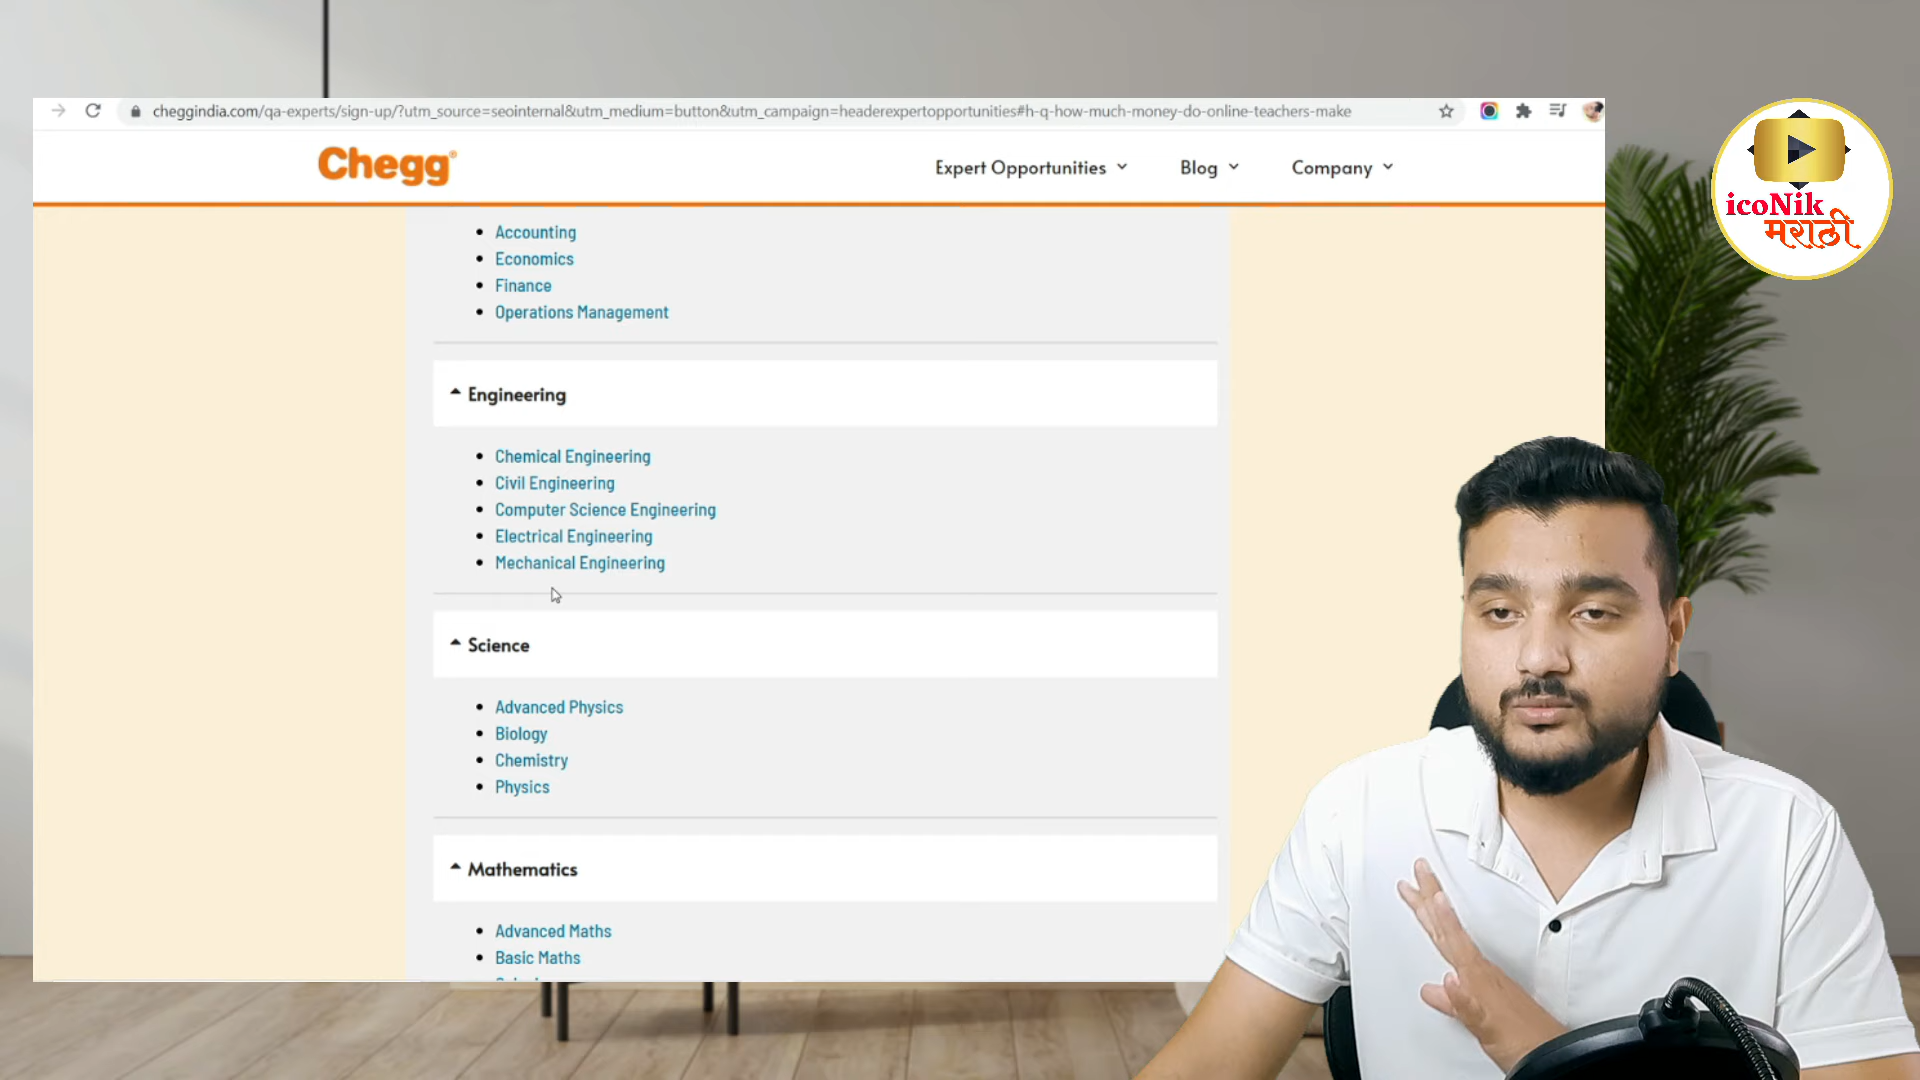 cheggindia.com/qa-experts/sign-up/?utm_source=seointernal&utm_medium=button&utm_campaign=headerexpertopportunities#h-q-how-much-money-do-online-teachers-make
Chegg®
Expert Opportunities
Blog
Company
icoNik
मराठी
Accounting
Economics
Finance
Operations Management
Engineering
Chemical Engineering
Civil Engineering
Computer Science Engineering
Electrical Engineering
Mechanical Engineering
Science
Advanced Physics
Biology
Chemistry
Physics
Mathematics
Advanced Maths
Basic Maths